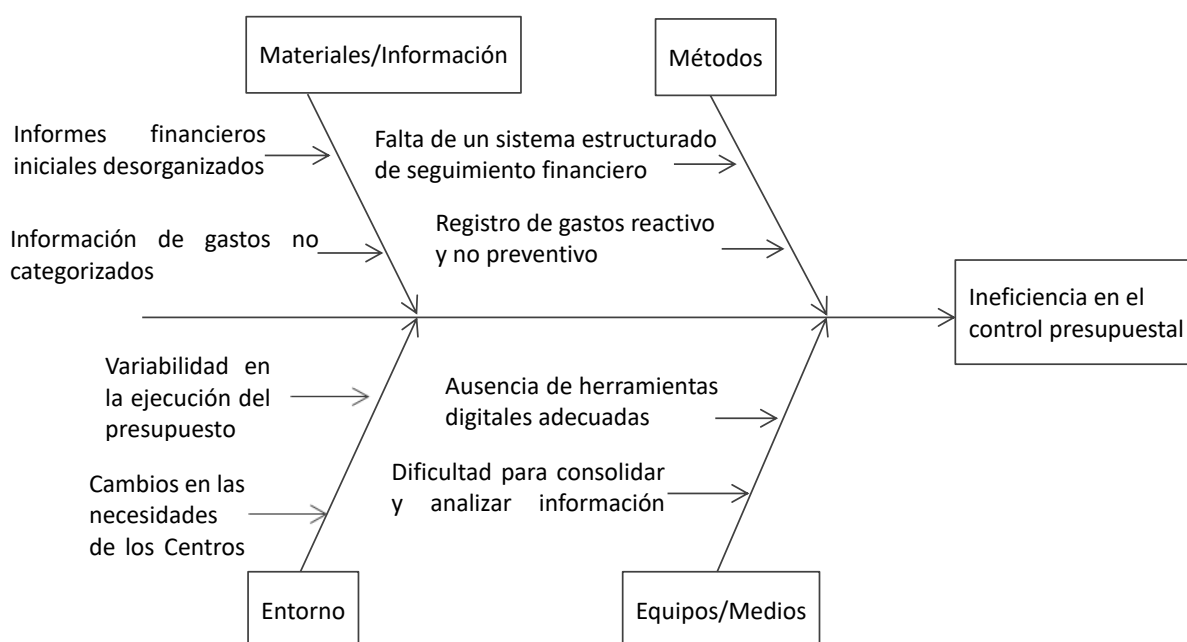 Materiales/Información
Métodos
Informes financieros
iniciales desorganizados
Falta de un sistema estructurado
de seguimiento financiero
Información de gastos no
categorizados
Registro de gastos reactivo
y no preventivo
Ineficiencia en el
control presupuestal
Variabilidad en
la ejecución del
presupuesto
Ausencia de herramientas
digitales adecuadas
Cambios en las
necesidades
de los Centros
Dificultad para consolidar
y analizar información
Entorno
Equipos/Medios